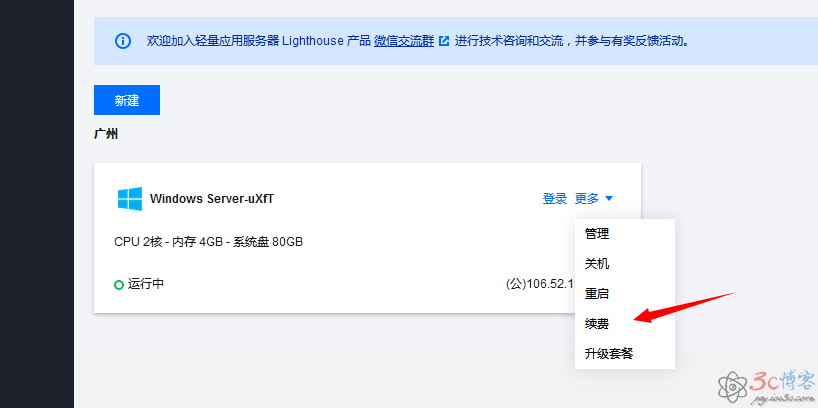 欢迎加入轻量应用服务器 Lighthouse 产品 微信交流群 进行技术咨询和交流，并参与有奖反馈活动。
新建
广州
Windows Server-uXfT
登录 更多
管理
CPU 2核 - 内存 4GB - 系统盘 80GB
关机
运行中
(公)106.52.1
重启
续费
升级套餐
3c博客